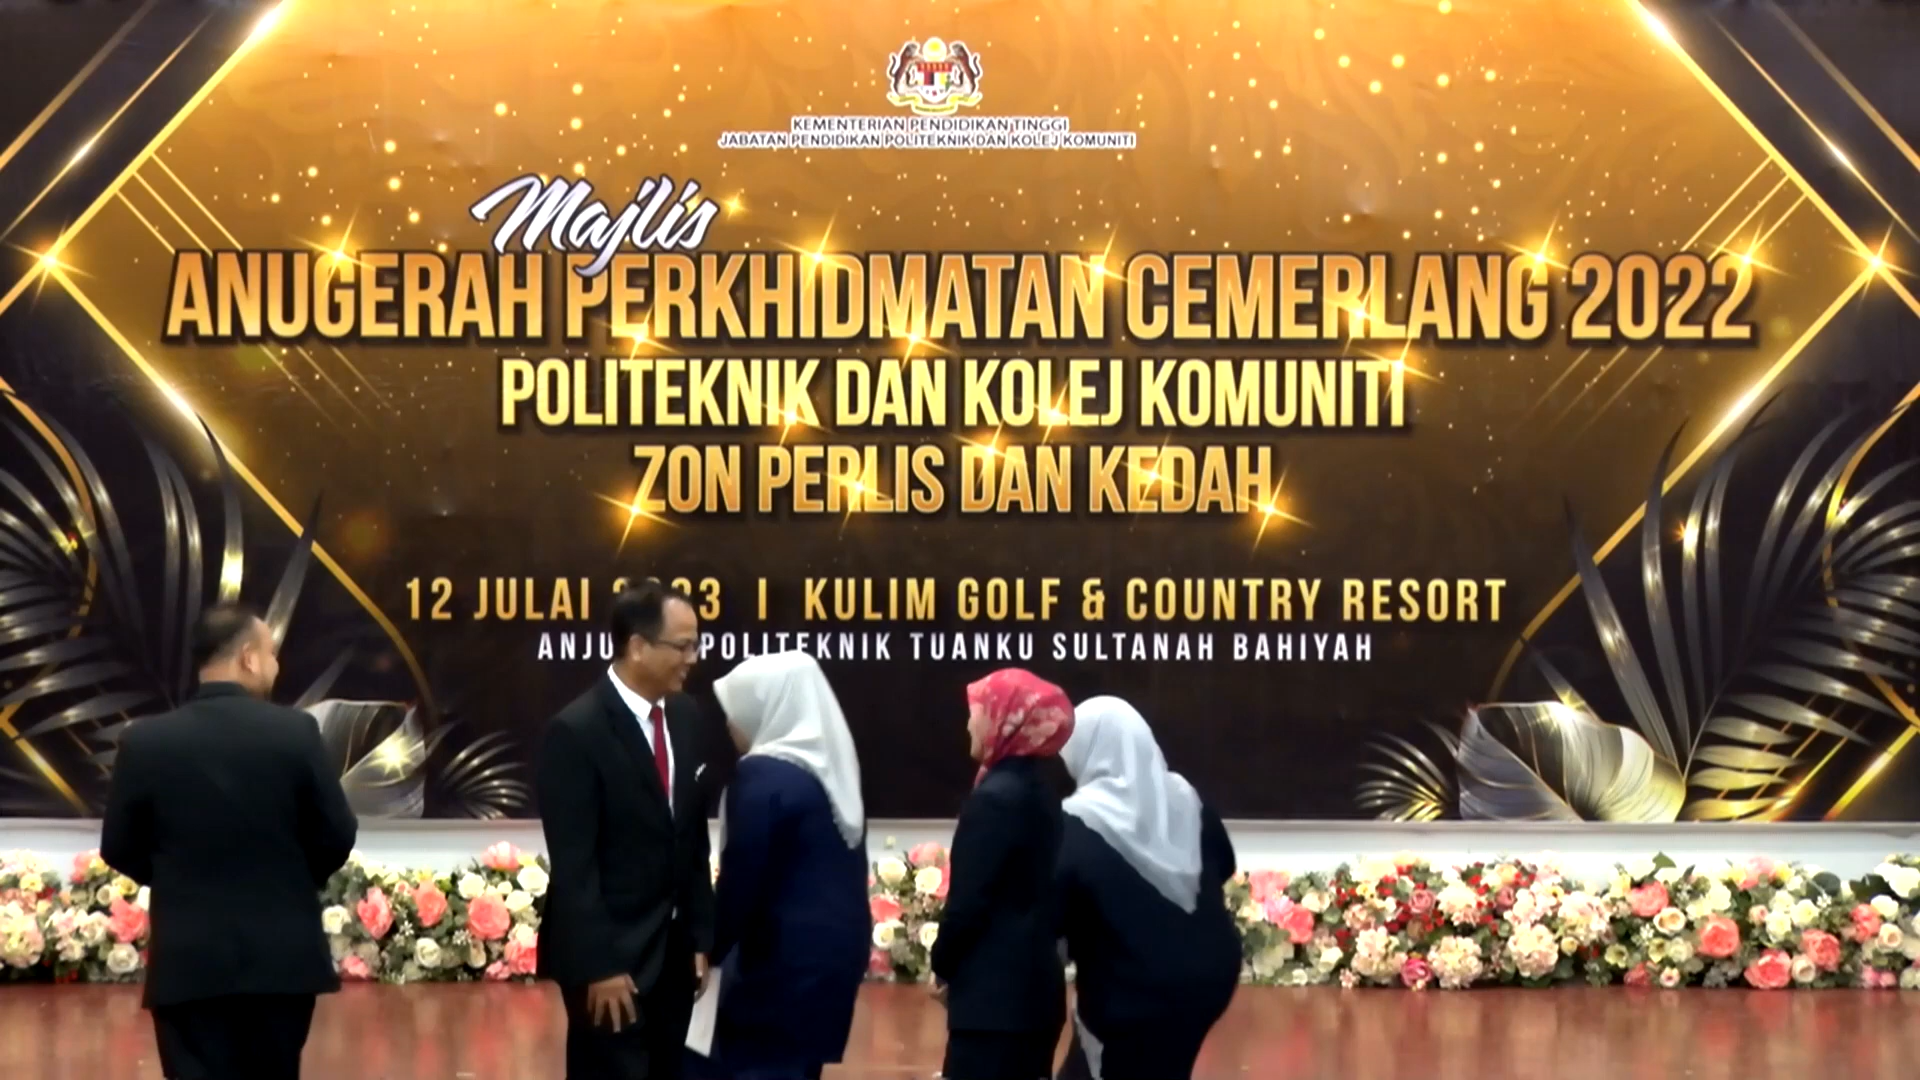 KEMENTERIAN PENDIDIKAN TINGGI
JABATAN PENDIDIKAN POLITEKNIK DAN KOLEJ KOMUNITI
Majlis
ANUGERAH PERKHIDMATAN CEMERLANG 2022
POLITEKNIK DAN KOLEJ KOMUNITI
ZON PERLIS DAN KEDAH
12 JULAI | KULIM GOLF & COUNTRY RESORT
POLITEKNIK TUANKU SULTANAH BAHIYAH